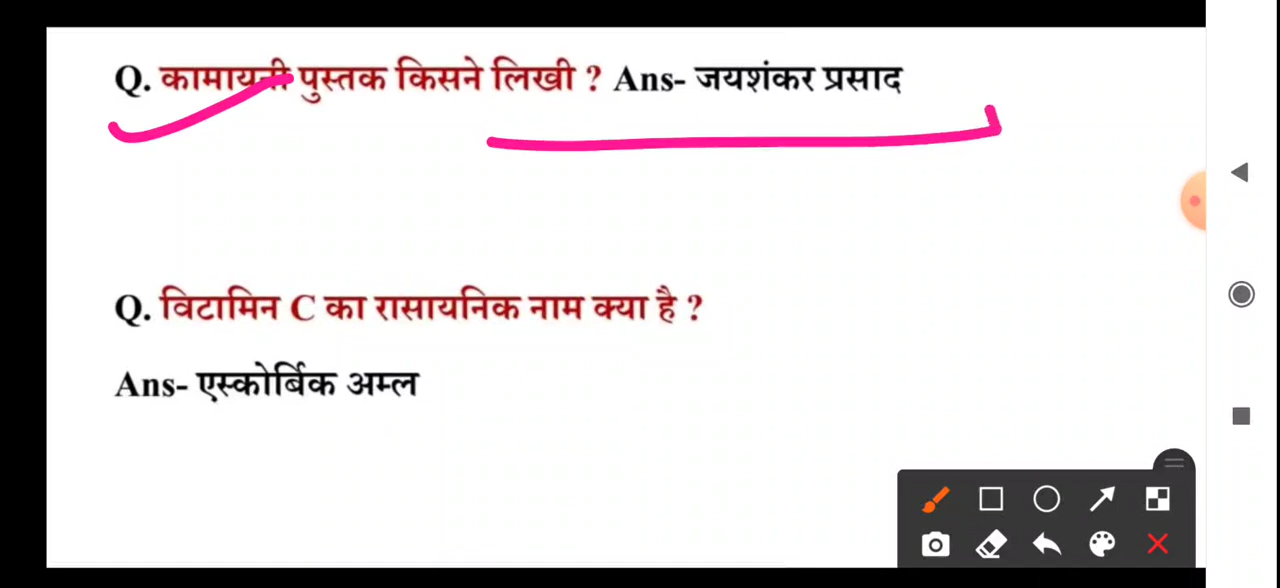 Q. कामायनी पुस्तक किसने लिखी ? Ans- जयशंकर प्रसाद
Q. विटामिन C का रासायनिक नाम क्या है ?
Ans- एस्कोर्बिक अम्ल